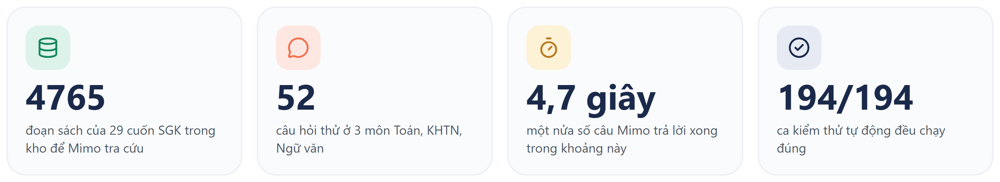 4765
đoạn sách của 29 cuốn SGK trong
kho để Mimo tra cứu
52
câu hỏi thử ở 3 môn Toán, KHTN,
Ngữ văn
4,7 giây
một nửa số câu Mimo trả lời xong
trong khoảng này
194/194
ca kiểm thử tự động đều chạy
đúng